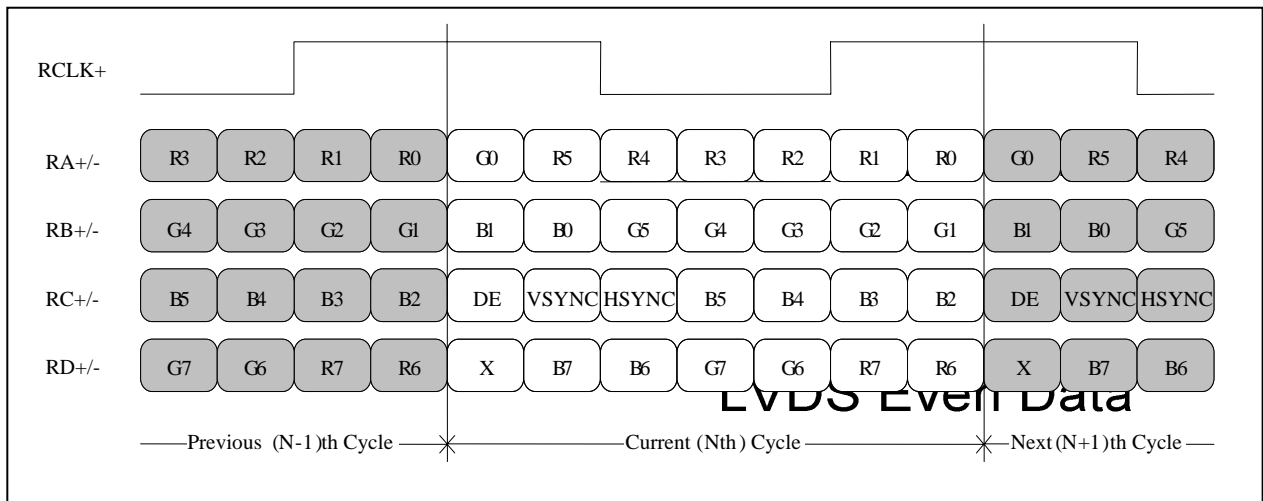 RCLK+
RA+/- R3 R2 R1 R0 G0 R5 R4 R3 R2 R1 R0 G0 R5 R4
RB+/- G4 G3 G2 G1 B1 B0 G5 G4 G3 G2 G1 B1 B0 G5
RC+/- B5 B4 B3 B2 DE VSYNC HSYNC B5 B4 B3 B2 DE VSYNC HSYNC
RD+/- G7 G6 R7 R6 X B7 B6 G7 G6 R7 R6 X B7 B6
LVDS Even Data
Previous (N-1)th Cycle Current (Nth) Cycle Next (N+1)th Cycle